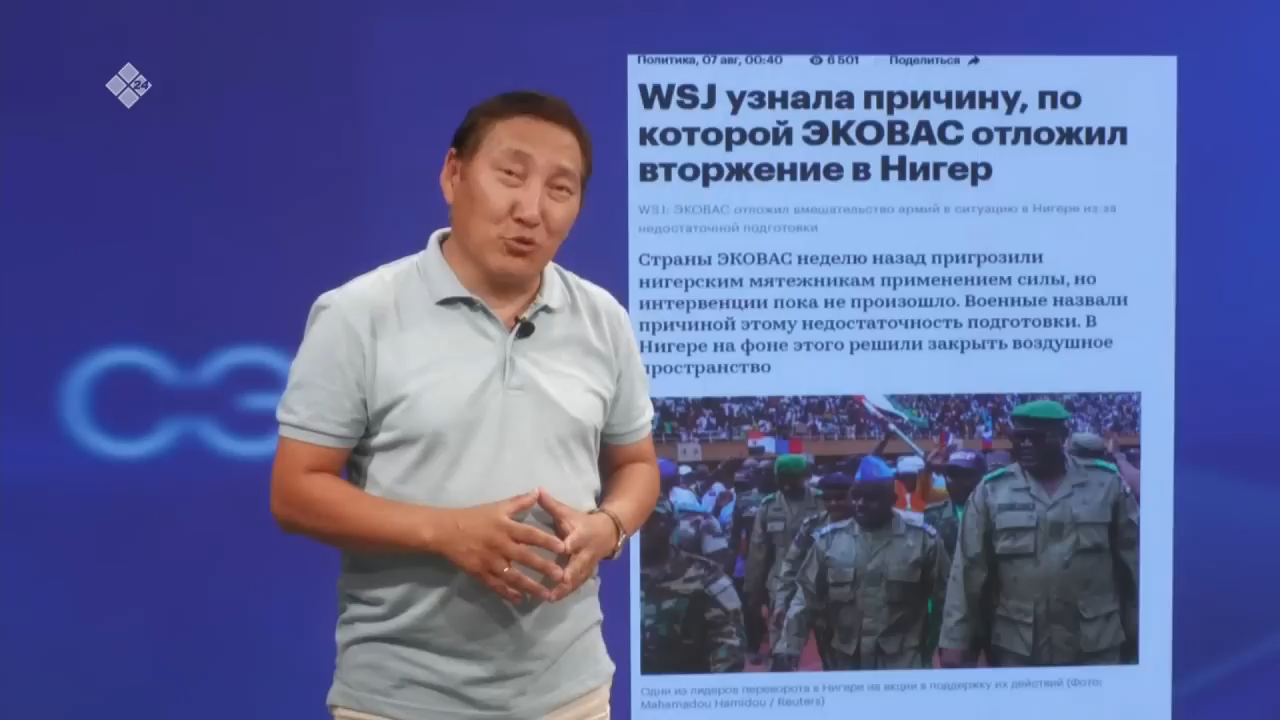 24
Политика, 07 авг, 00:40 6 501 Поделиться
WSJ узнала причину, по
которой ЭКОВАС отложил
вторжение в Нигер
WSJ: ЭКОВАС отложил вмешательство армий в ситуацию в Нигере из-за
недостаточной подготовки
Страны ЭКОВАС неделю назад пригрозили
нигерским мятежникам применением силы, но
интервенции пока не произошло. Военные назвали
причиной этому недостаточность подготовки. В
Нигере на фоне этого решили закрыть воздушное
пространство
Один из лидеров переворота в Нигере на акции в поддержку их действий (Фото:
Mahamadou Hamidou / Reuters)
СЭ